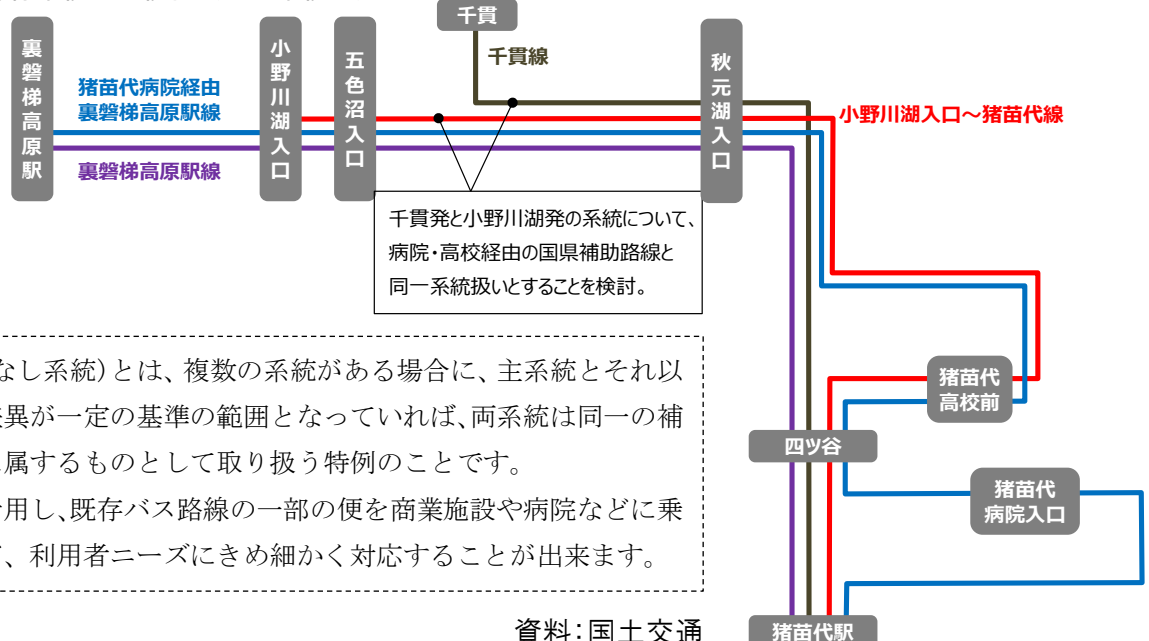 千貫
裏磐梯高原駅
小野川湖入口
五色沼入口
秋元湖入口
千貫線
猪苗代病院経由
裏磐梯高原駅線
小野川湖入口～猪苗代線
裏磐梯高原駅線
千貫発と小野川湖発の系統について、
病院・高校経由の国県補助路線と
同一系統扱いとすることを検討。
なし系統)とは、複数の系統がある場合に、主系統とそれ以
異が一定の基準の範囲となっていれば、両系統は同一の補
属するものとして取り扱う特例のことです。
用し、既存バス路線の一部の便を商業施設や病院などに乗
、利用者ニーズにきめ細かく対応することが出来ます。
猪苗代
高校前
四ツ谷
猪苗代
病院入口
資料:国土交通
猪苗代駅